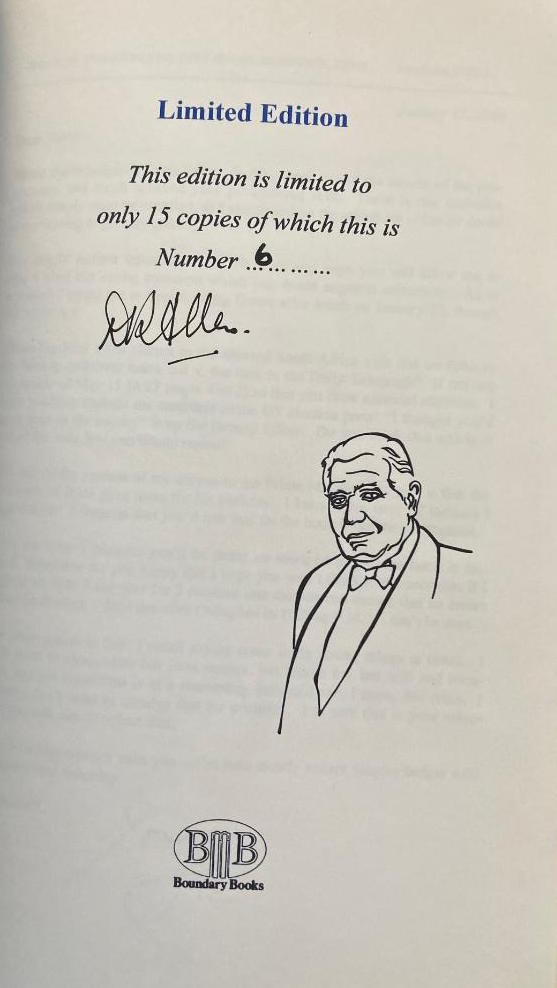 Limited Edition
This edition is limited to
only 15 copies of which this is
Number ...6... ... ...
D R Allen.
BB
Boundary Books